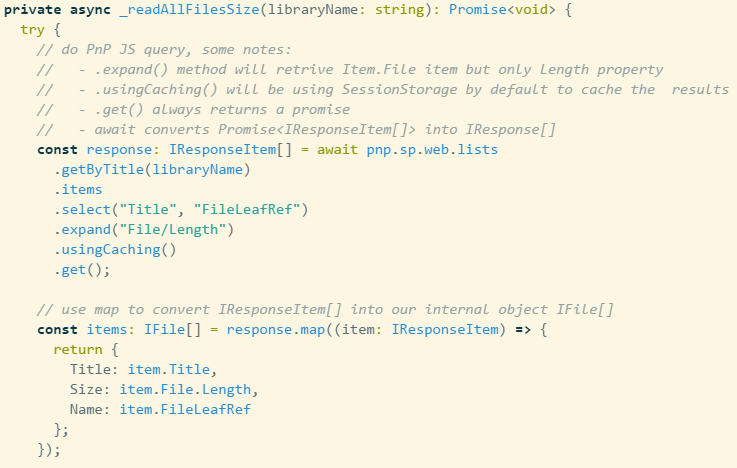 private async _readAllFilesSize(libraryName: string): Promise<void> {
  try {
    // do PnP JS query, some notes:
    //   - .expand() method will retrive Item.File item but only Length property
    //   - .usingCaching() will be using SessionStorage by default to cache the  results
    //   - .get() always returns a promise
    //   - await converts Promise<IResponseItem[]> into IResponse[]
    const response: IResponseItem[] = await pnp.sp.web.lists
      .getByTitle(libraryName)
      .items
      .select("Title", "FileLeafRef")
      .expand("File/Length")
      .usingCaching()
      .get();

    // use map to convert IResponseItem[] into our internal object IFile[]
    const items: IFile[] = response.map((item: IResponseItem) => {
      return {
        Title: item.Title,
        Size: item.File.Length,
        Name: item.FileLeafRef
      };
    });